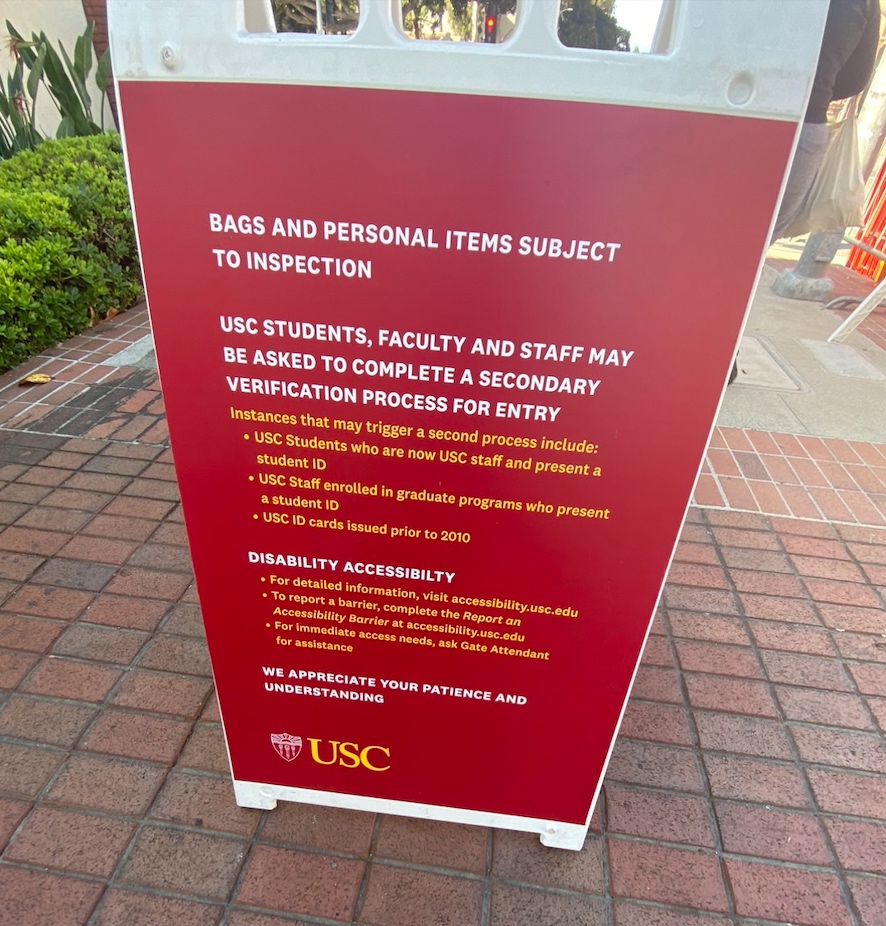 BAGS AND PERSONAL ITEMS SUBJECT
TO INSPECTION
USC STUDENTS, FACULTY AND STAFF MAY
BE ASKED TO COMPLETE A SECONDARY
VERIFICATION PROCESS FOR ENTRY
Instances that may trigger a second process include:
• USC Students who are now USC staff and present a
student ID
• USC Staff enrolled in graduate programs who present
a student ID
• USC ID cards issued prior to 2010
DISABILITY ACCESSIBILTY
• For detailed information, visit accessibility.usc.edu
• To report a barrier, complete the Report an
Accessibility Barrier at accessibility.usc.edu
• For immediate access needs, ask Gate Attendant
for assistance
WE APPRECIATE YOUR PATIENCE AND
UNDERSTANDING
USC